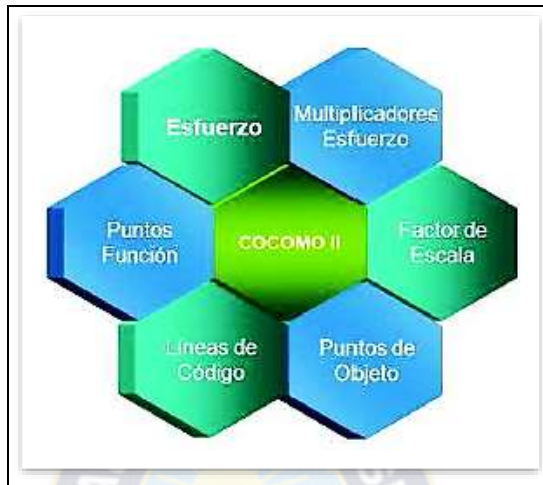 Esfuerzo
Multiplicadores
Esfuerzo
Puntos
Función
COCOMO II
Factor de
Escala
Líneas de
Código
Puntos de
Objeto